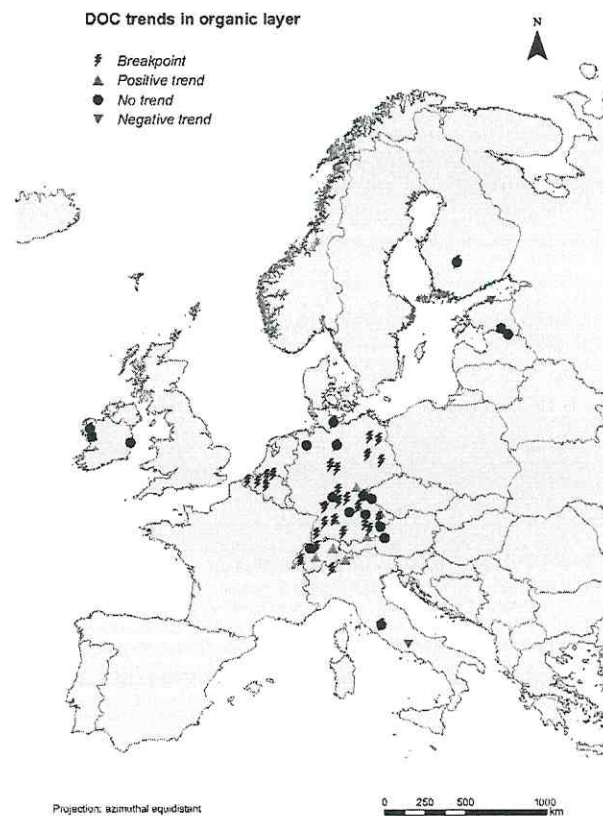 DOC trends in organic layer
N
Breakpoint
Positive trend
No trend
Negative trend
Projection: azimuthal equidistant
0 250 500 1000
km